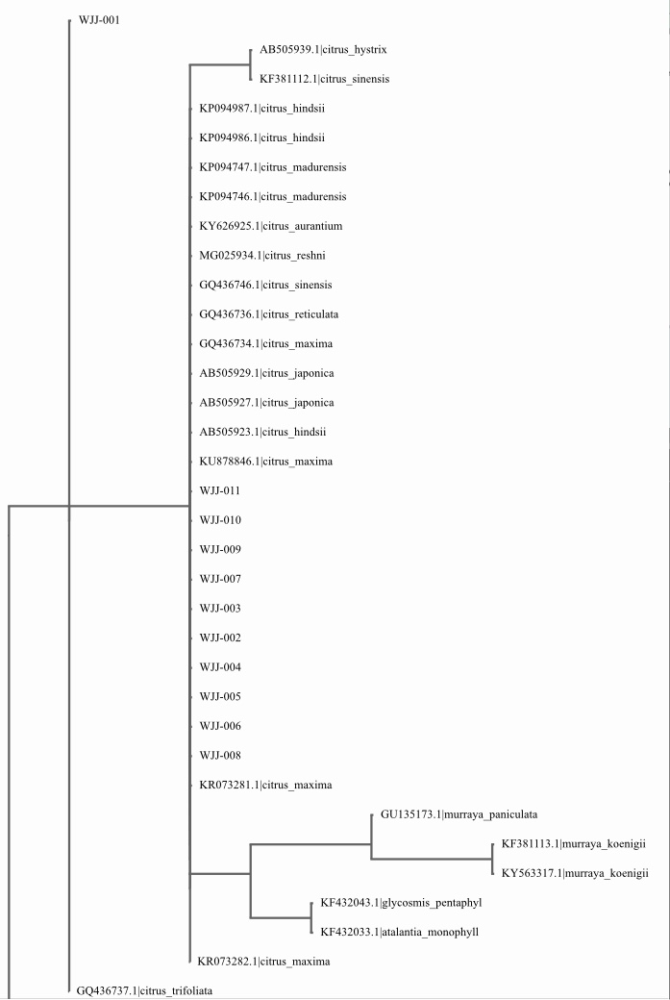 WJJ-001
AB505939.1|citrus_hystrix
KF381112.1|citrus_sinensis
KP094987.1|citrus_hindsii
KP094986.1|citrus_hindsii
KP094747.1|citrus_madurensis
KP094746.1|citrus_madurensis
KY626925.1|citrus_aurantium
MG025934.1|citrus_reshni
GQ436746.1|citrus_sinensis
GQ436736.1|citrus_reticulata
GQ436734.1|citrus_maxima
AB505929.1|citrus_japonica
AB505927.1|citrus_japonica
AB505923.1|citrus_hindsii
KU878846.1|citrus_maxima
WJJ-011
WJJ-010
WJJ-009
WJJ-007
WJJ-003
WJJ-002
WJJ-004
WJJ-005
WJJ-006
WJJ-008
KR073281.1|citrus_maxima
GU135173.1|murraya_paniculata
KF381113.1|murraya_koenigii
KY563317.1|murraya_koenigii
KF432043.1|glycosmis_pentaphyl
KF432033.1|atalantia_monophyll
KR073282.1|citrus_maxima
GQ436737.1|citrus_trifoliata